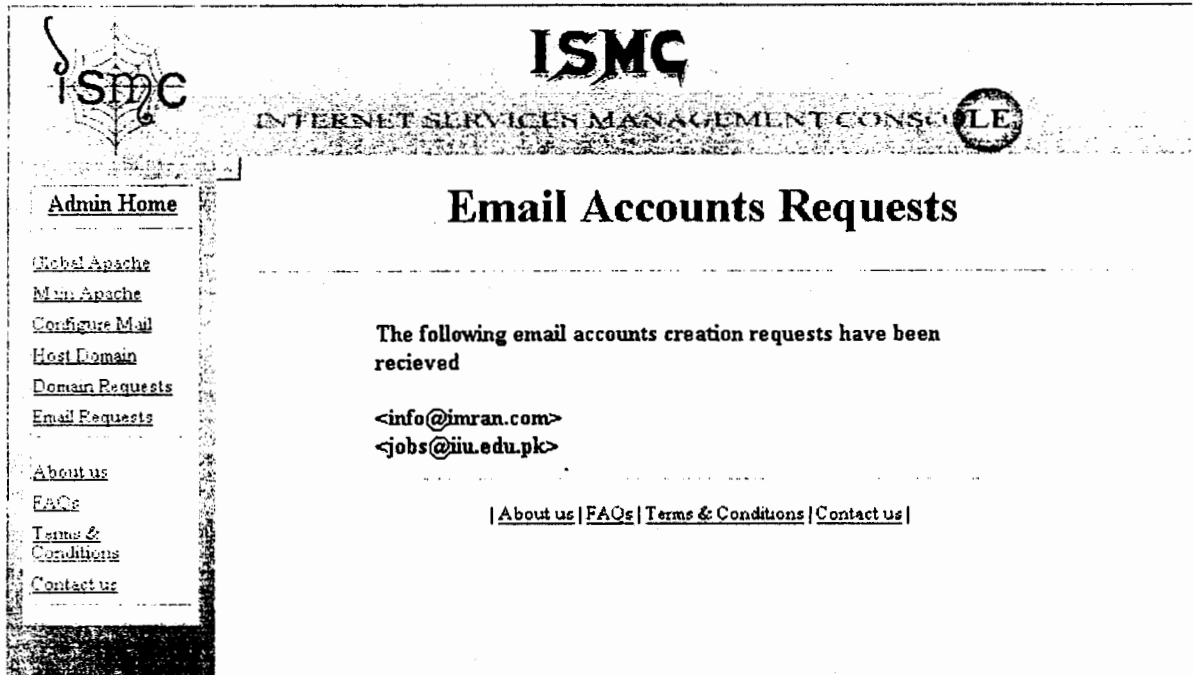 ismc
ISMC
INTERNET SERVICES MANAGEMENT CONSOLE
Admin Home
Global Apache
Main Apache
Configure Mail
Host Domain
Domain Requests
Email Requests
About us
FAQs
Terms &
Conditions
Contact us
Email Accounts Requests
The following email accounts creation requests have been
recieved
<info@imran.com>
<jobs@iiu.edu.pk>
| About us | FAQs | Terms & Conditions | Contact us |